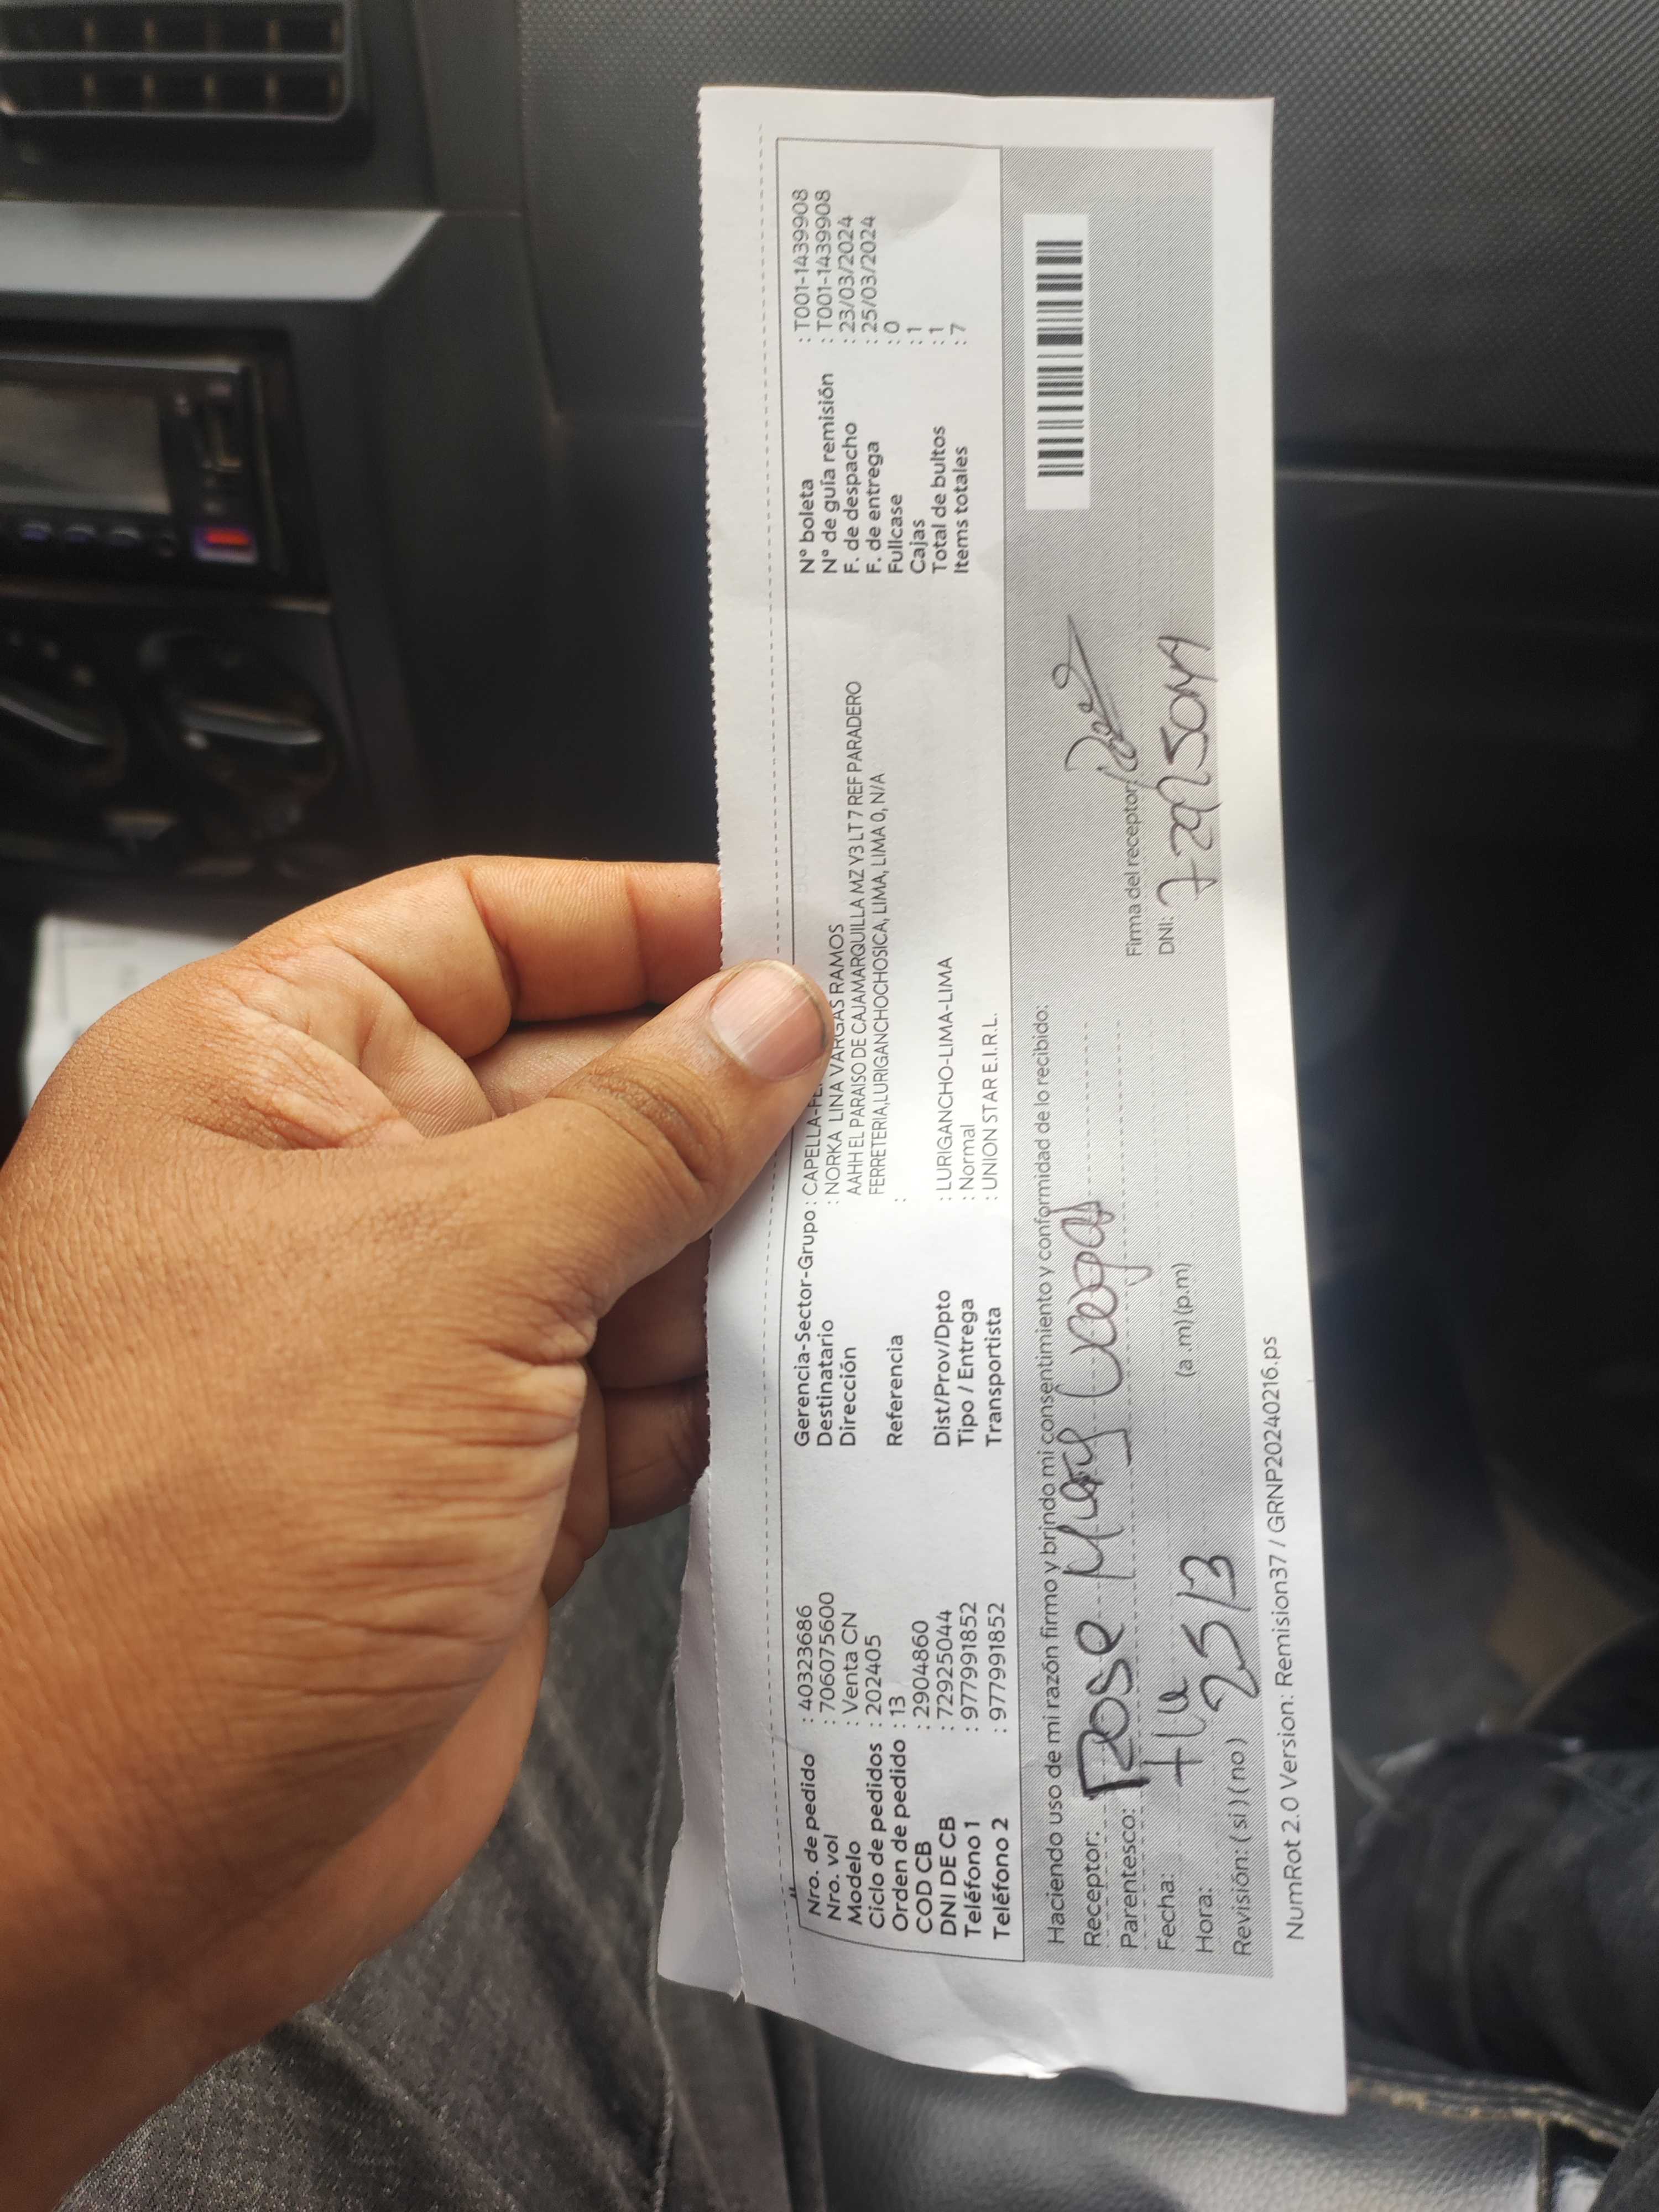 Nro. de pedido : 40323686
Nro. vol : 706075600
Modelo : Venta CN
Ciclo de pedidos : 202405
Orden de pedido : 13
COD CB : 2904860
DNI DE CB : 72925044
Teléfono 1 : 977991852
Teléfono 2 : 977991852
Gerencia-Sector-Grupo : CAPELLA-
Destinatario : NORKA LINA VARGAS RAMOS
Dirección AAHH EL PARAISO DE CAJAMARQUILLA MZ Y3 LT 7 REF PARADERO
FERRETERIA,LURIGANCHOCHOSICA, LIMA, LIMA 0, N/A
Referencia :
Dist/Prov/Dpto : LURIGANCHO-LIMA-LIMA
Tipo / Entrega : Normal
Transportista : UNION STAR E.I.R.L.
N° boleta : T001-1439908
N° de guía remisión : T001-1439908
F. de despacho : 23/03/2024
F. de entrega : 25/03/2024
Fullcase : 0
Cajas : 1
Total de bultos : 1
Items totales : 7
Haciendo uso de mi razón firmo y brindo mi consentimiento y conformidad de lo recibido:
Receptor: Rose Mary
Parentesco:
Fecha: 25/3
Hora: (a .m) (p.m)
Revisión: ( si ) ( no )
Firma del receptor:
DNI: 72925044
NumRot 2.0 Version: Remision37 / GRNP20240216.ps